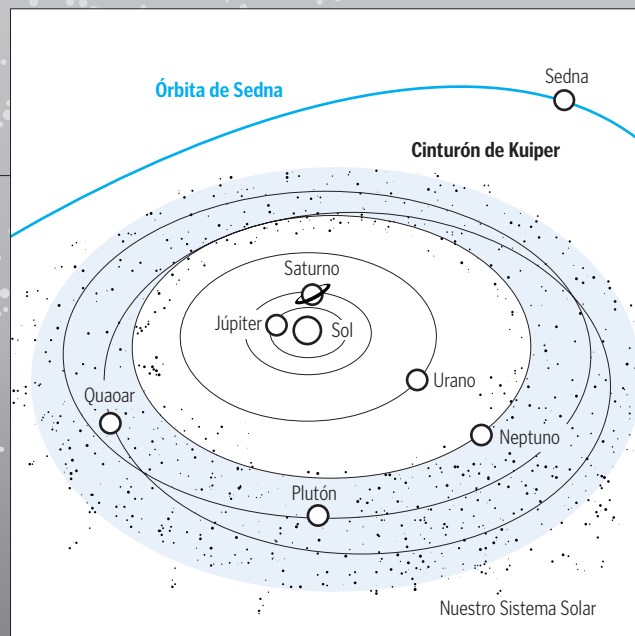 Sedna
Órbita de Sedna
Cinturón de Kuiper
Saturno
Júpiter
Sol
Urano
Quaoar
Neptuno
Plutón
Nuestro Sistema Solar